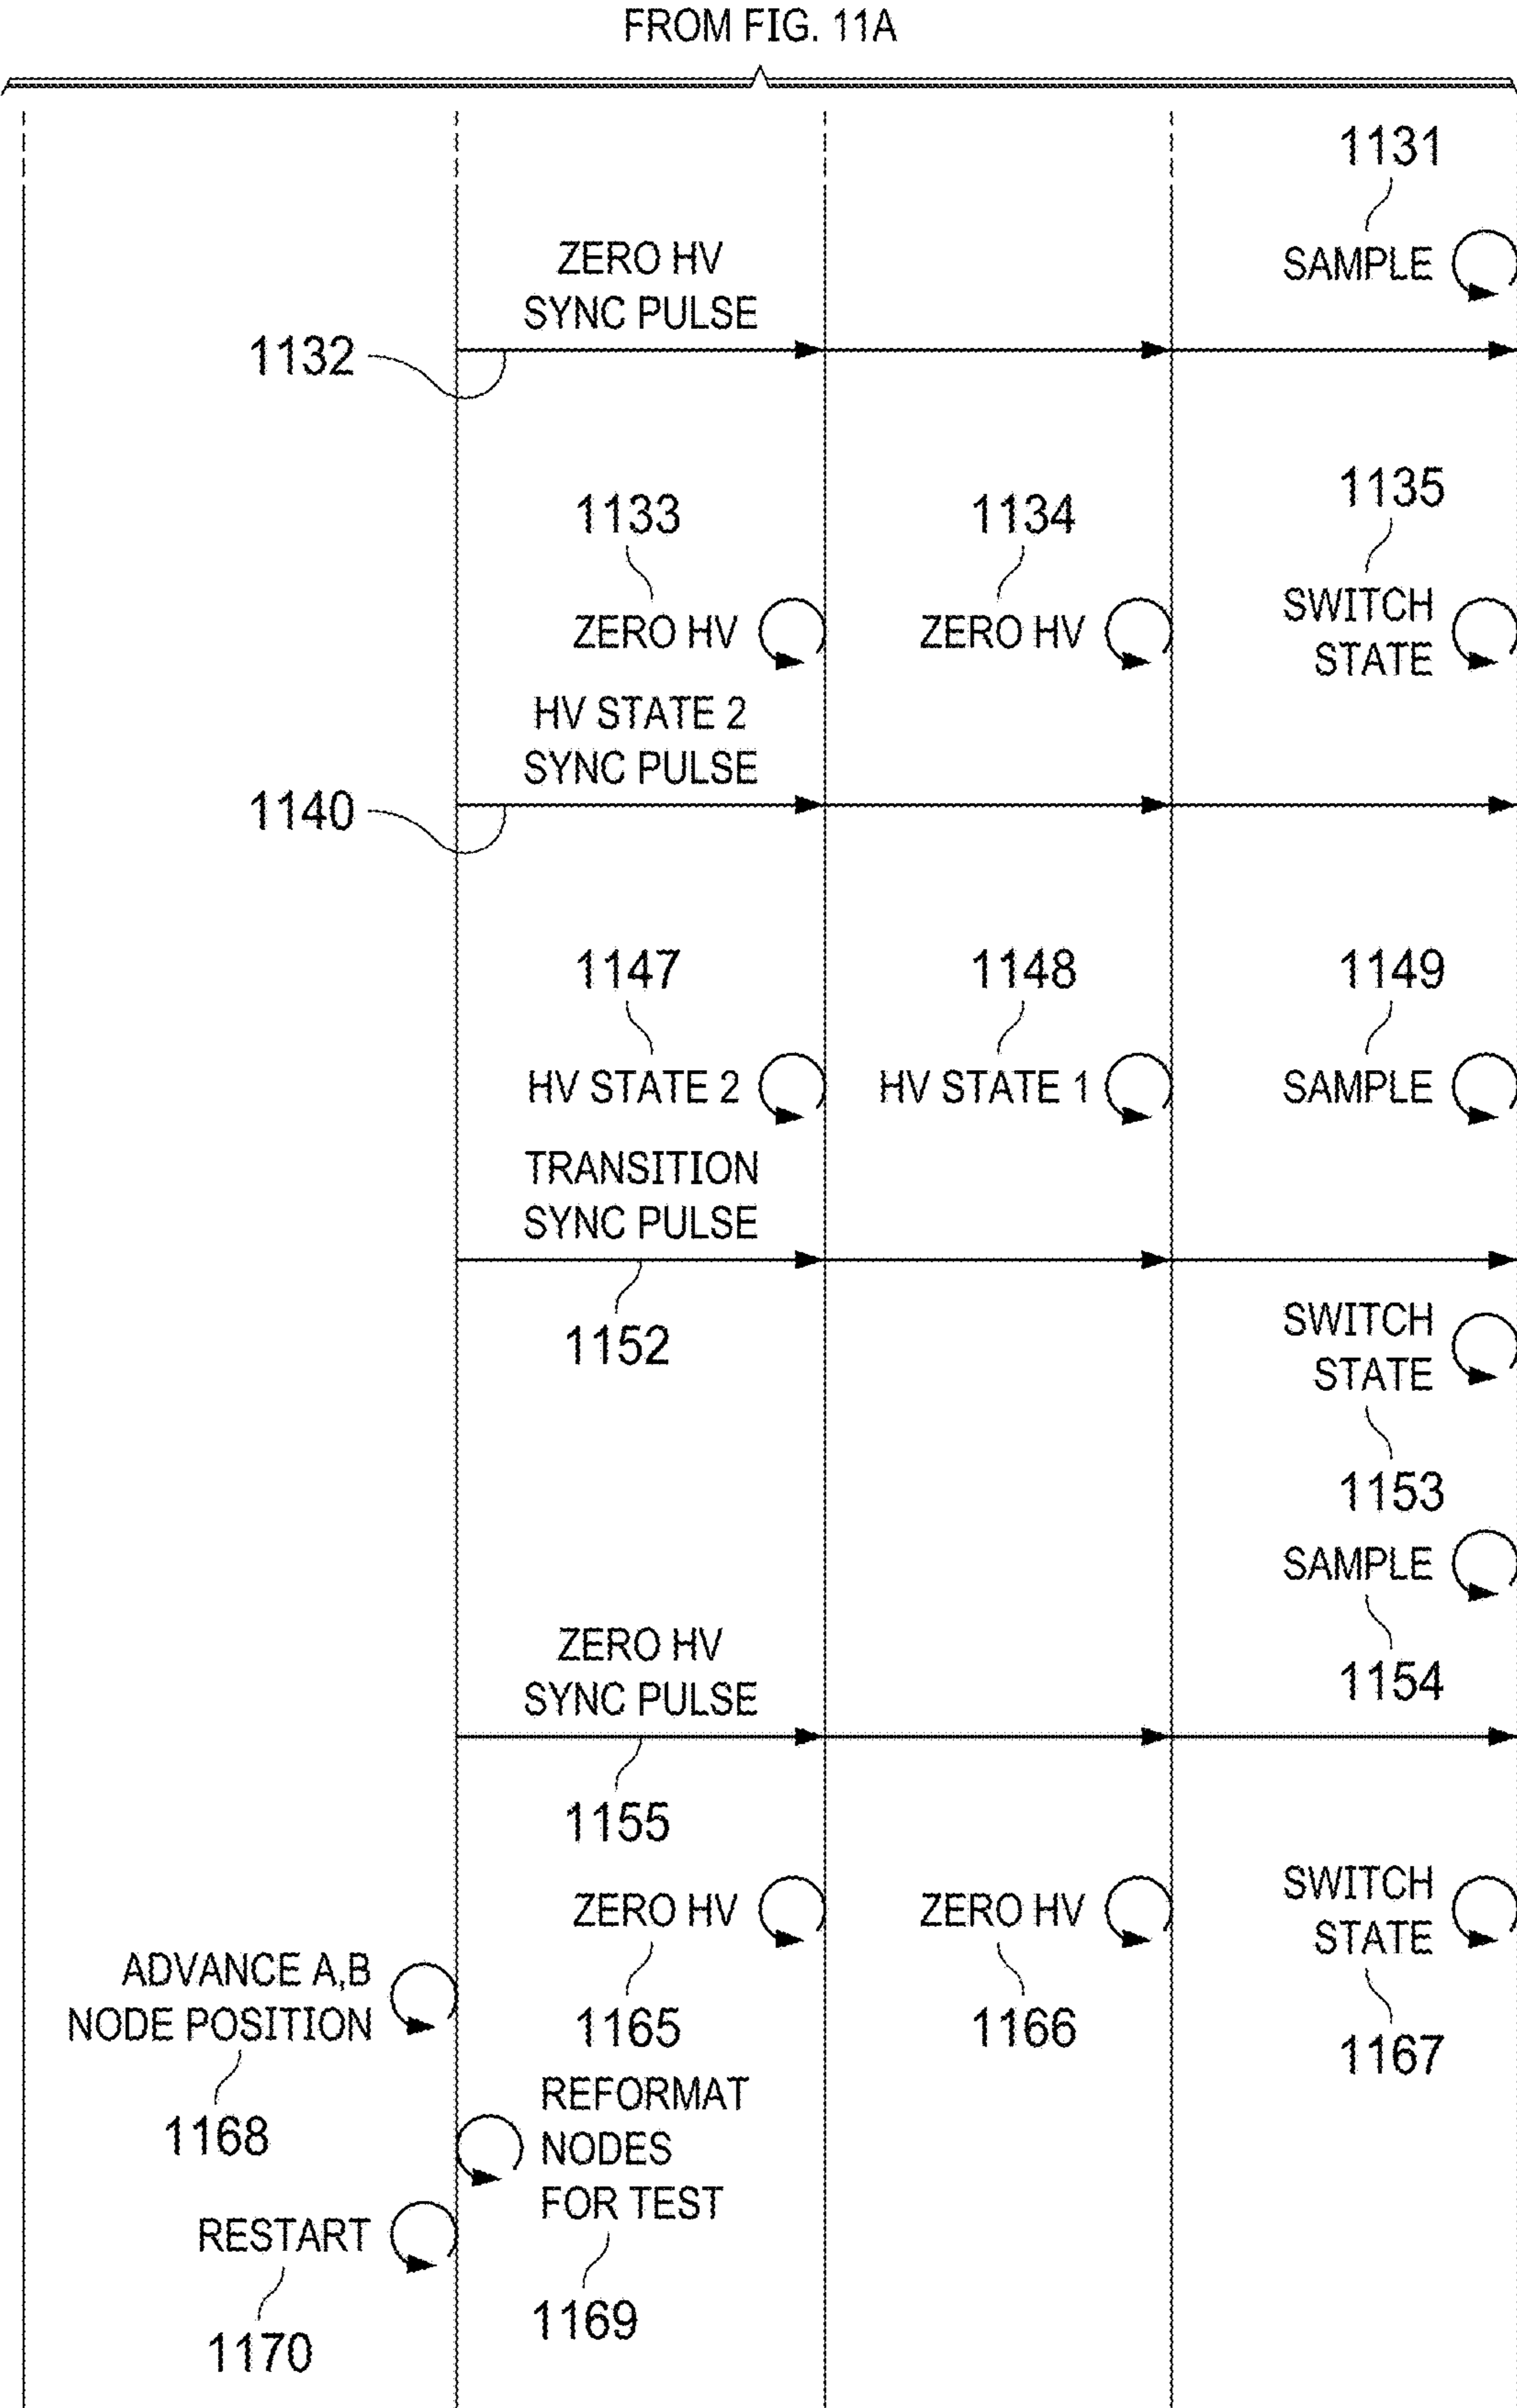 FROM FIG. 11A
1131
SAMPLE
ZERO HV
SYNC PULSE
1132
1133
1134
1135
ZERO HV
ZERO HV
SWITCH
STATE
HV STATE 2
SYNC PULSE
1140
1147
1148
1149
HV STATE 2
HV STATE 1
SAMPLE
TRANSITION
SYNC PULSE
1152
SWITCH
STATE
1153
SAMPLE
1154
ZERO HV
SYNC PULSE
1155
ZERO HV
1165
ZERO HV
1166
SWITCH
STATE
1167
ADVANCE A,B
NODE POSITION
1168
REFORMAT
NODES
FOR TEST
1169
RESTART
1170